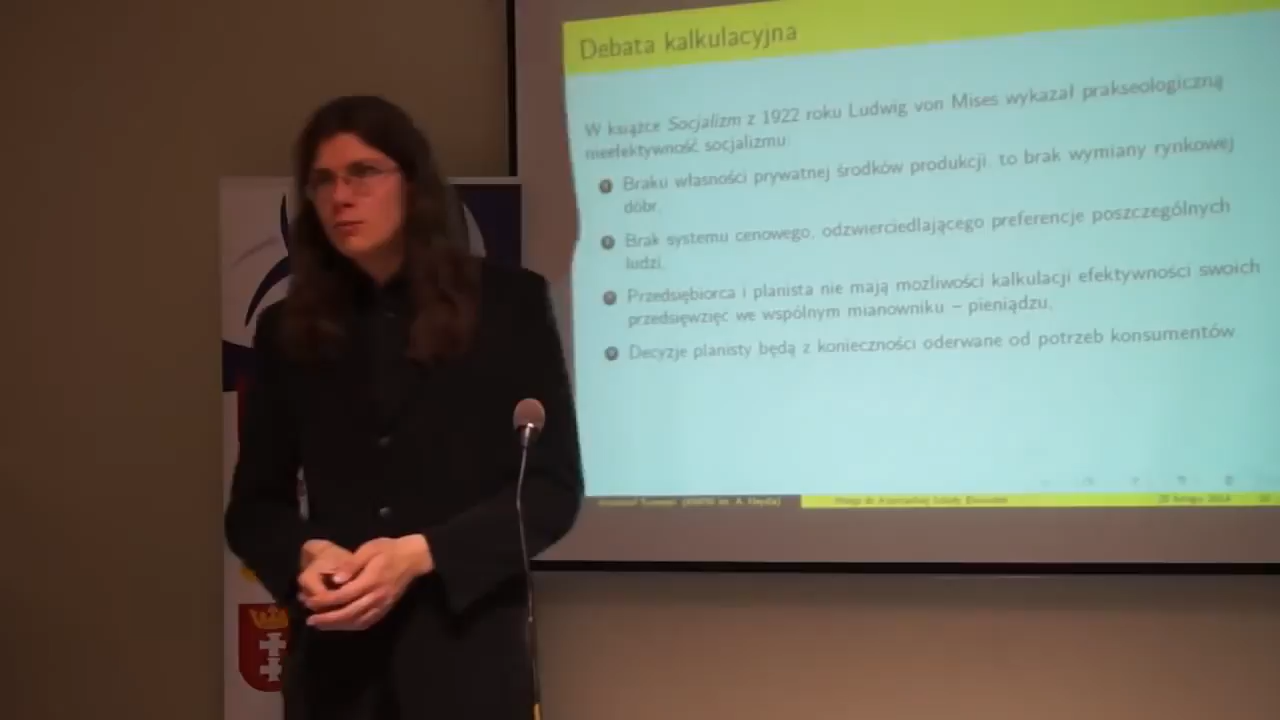 Debata kalkulacyjna
W książce Socjalizm z 1922 roku Ludwig von Mises wykazał prakseologiczną
nieefektywność socjalizmu:
Braku własności prywatnej środków produkcji, to brak wymiany rynkowej
dóbr,
Brak systemu cenowego, odzwierciedlającego preferencje poszczególnych
ludzi,
Przedsiębiorca i planista nie mają możliwości kalkulacji efektywności swoich
przedsięwzięc we wspólnym mianowniku – pieniądzu,
Decyzje planisty będą z konieczności oderwane od potrzeb konsumentów